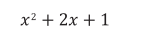 x² + 2x + 1